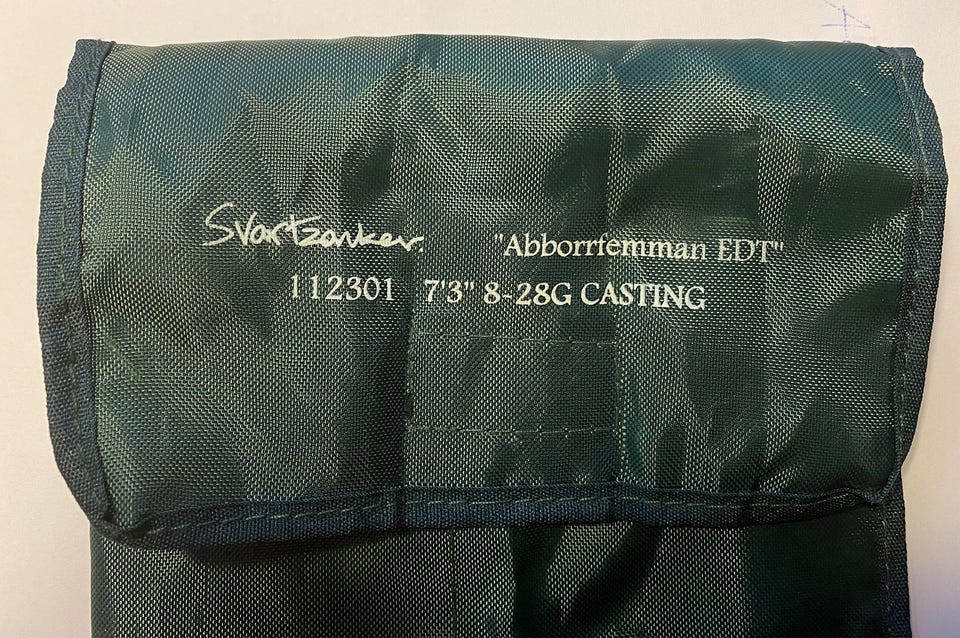 Svartzonker "Abborrfemman EDT"
112301 7'3" 8-28G CASTING